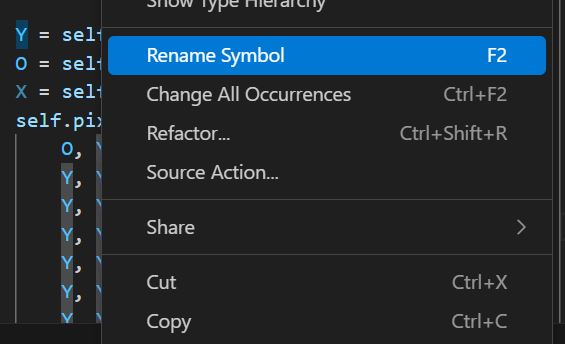 Show Type Hierarchy
Y = self
Rename Symbol F2
O = self
Change All Occurrences Ctrl+F2
X = self
self.pix
Refactor... Ctrl+Shift+R
O,
Source Action...
Y,
Y,
Share
Y,
Y,
Cut Ctrl+X
Y,
Copy Ctrl+C
Y,